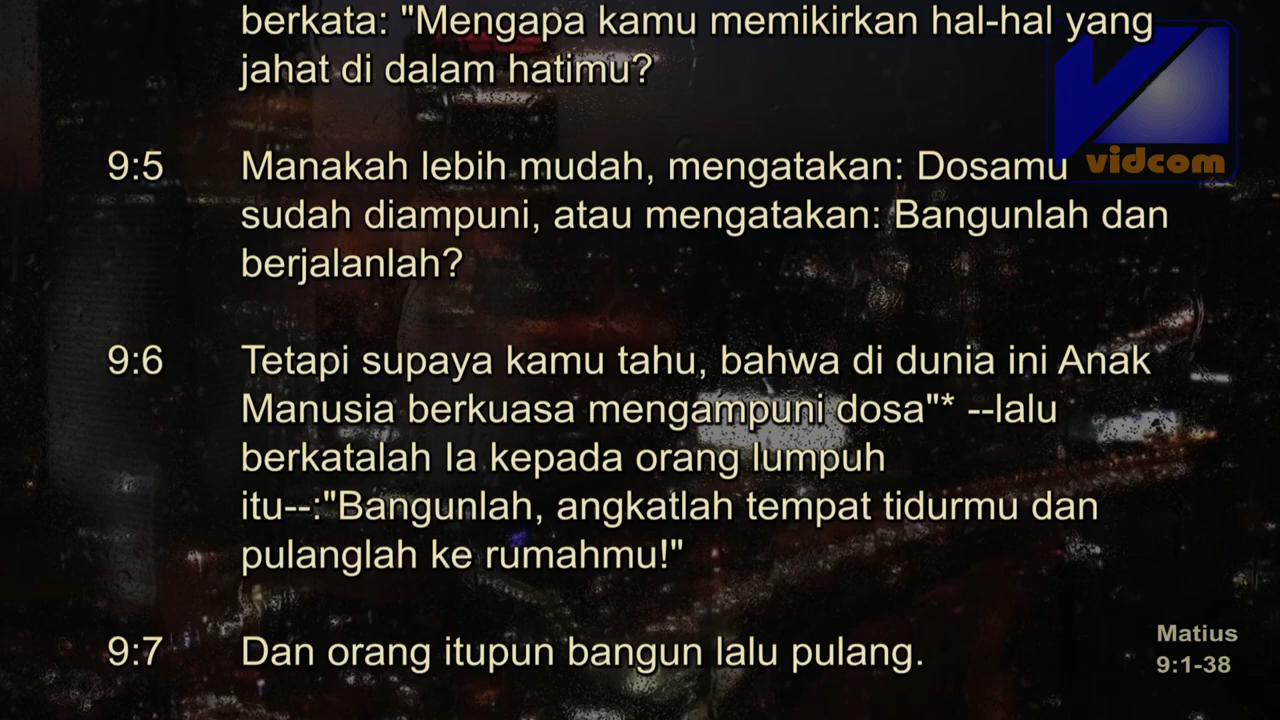 berkata: "Mengapa kamu memikirkan hal-hal yang
jahat di dalam hatimu?
vidcom
9:5 Manakah lebih mudah, mengatakan: Dosamu
sudah diampuni, atau mengatakan: Bangunlah dan
berjalanlah?
9:6 Tetapi supaya kamu tahu, bahwa di dunia ini Anak
Manusia berkuasa mengampuni dosa"* --lalu
berkatalah Ia kepada orang lumpuh
itu--:"Bangunlah, angkatlah tempat tidurmu dan
pulanglah ke rumahmu!"
9:7 Dan orang itupun bangun lalu pulang.
Matius
9:1-38